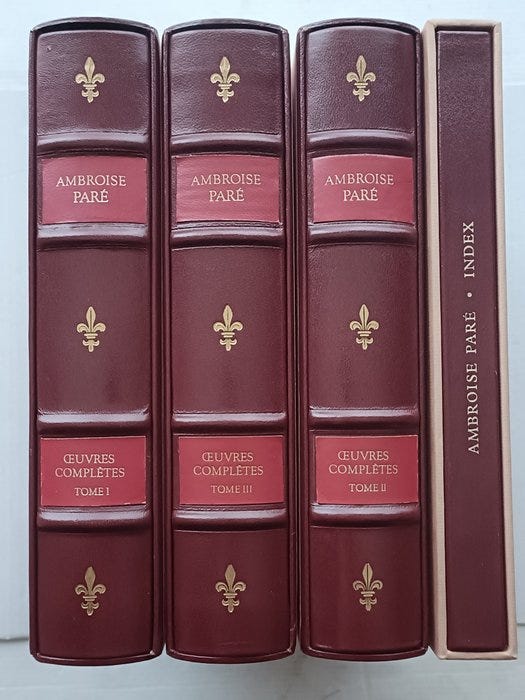 AMBROISE
PARÉ
ŒUVRES
COMPLÈTES
TOME I
AMBROISE
PARÉ
ŒUVRES
COMPLÈTES
TOME III
AMBROISE
PARÉ
ŒUVRES
COMPLÈTES
TOME II
AMBROISE PARÉ • INDEX